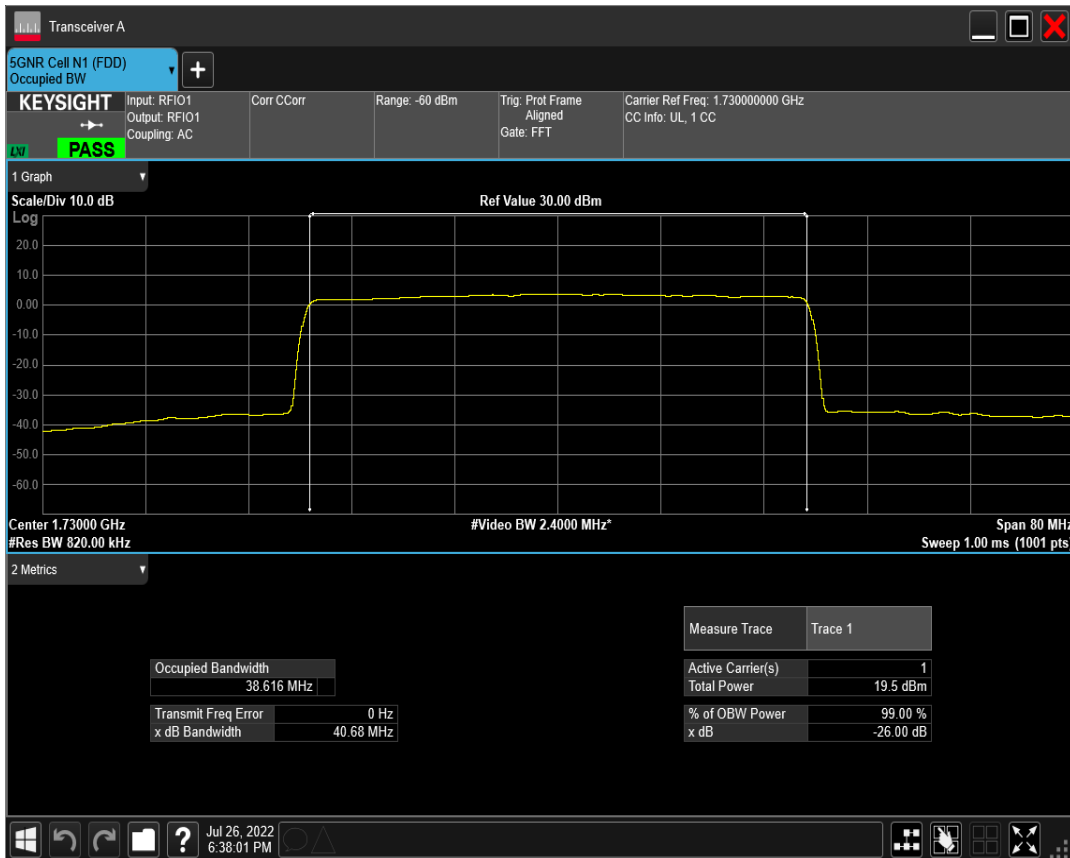 Transceiver A
5GNR Cell N1 (FDD)
Occupied BW
+
KEYSIGHT
LXI
PASS
Input: RFIO1
Output: RFIO1
Coupling: AC
Corr CCorr
Range: -60 dBm
Trig: Prot Frame
Aligned
Gate: FFT
Carrier Ref Freq: 1.730000000 GHz
CC Info: UL, 1 CC
1 Graph
Scale/Div 10.0 dB
Ref Value 30.00 dBm
Log
20.0
10.0
0.00
-10.0
-20.0
-30.0
-40.0
-50.0
-60.0
Center 1.73000 GHz
#Video BW 2.4000 MHz*
Span 80 MHz
#Res BW 820.00 kHz
Sweep 1.00 ms (1001 pts)
2 Metrics
Measure Trace Trace 1
Occupied Bandwidth
38.616 MHz
Transmit Freq Error 0 Hz
x dB Bandwidth 40.68 MHz
Active Carrier(s) 1
Total Power 19.5 dBm
% of OBW Power 99.00 %
x dB -26.00 dB
?
Jul 26, 2022
6:38:01 PM